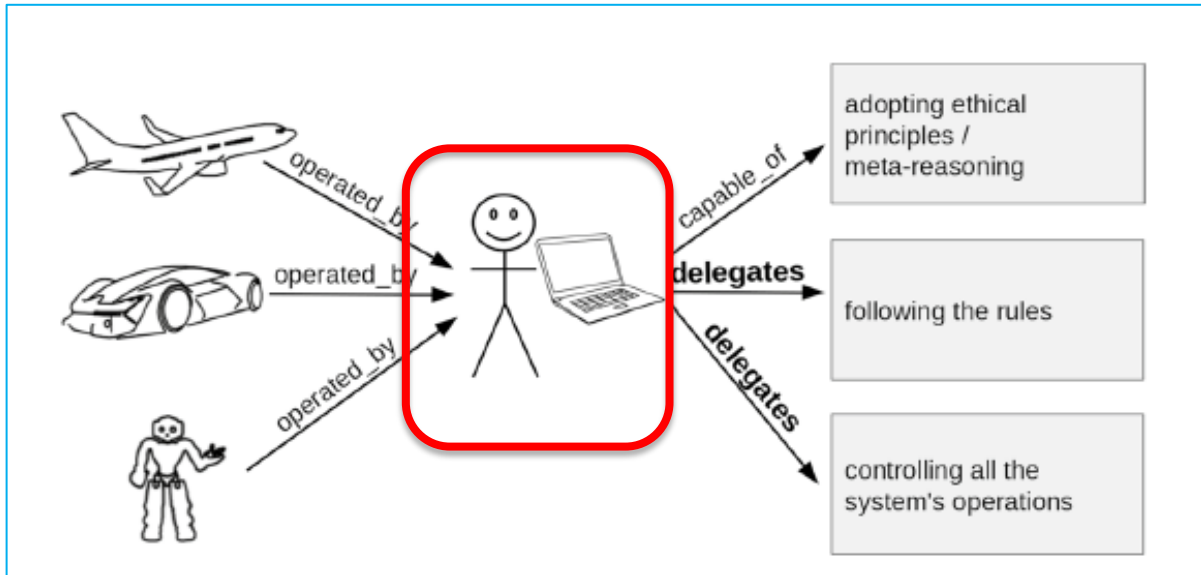 operated_by
operated_by
operated_by
capable_of
delegates
delegates
adopting ethical
principles /
meta-reasoning
following the rules
controlling all the
system's operations